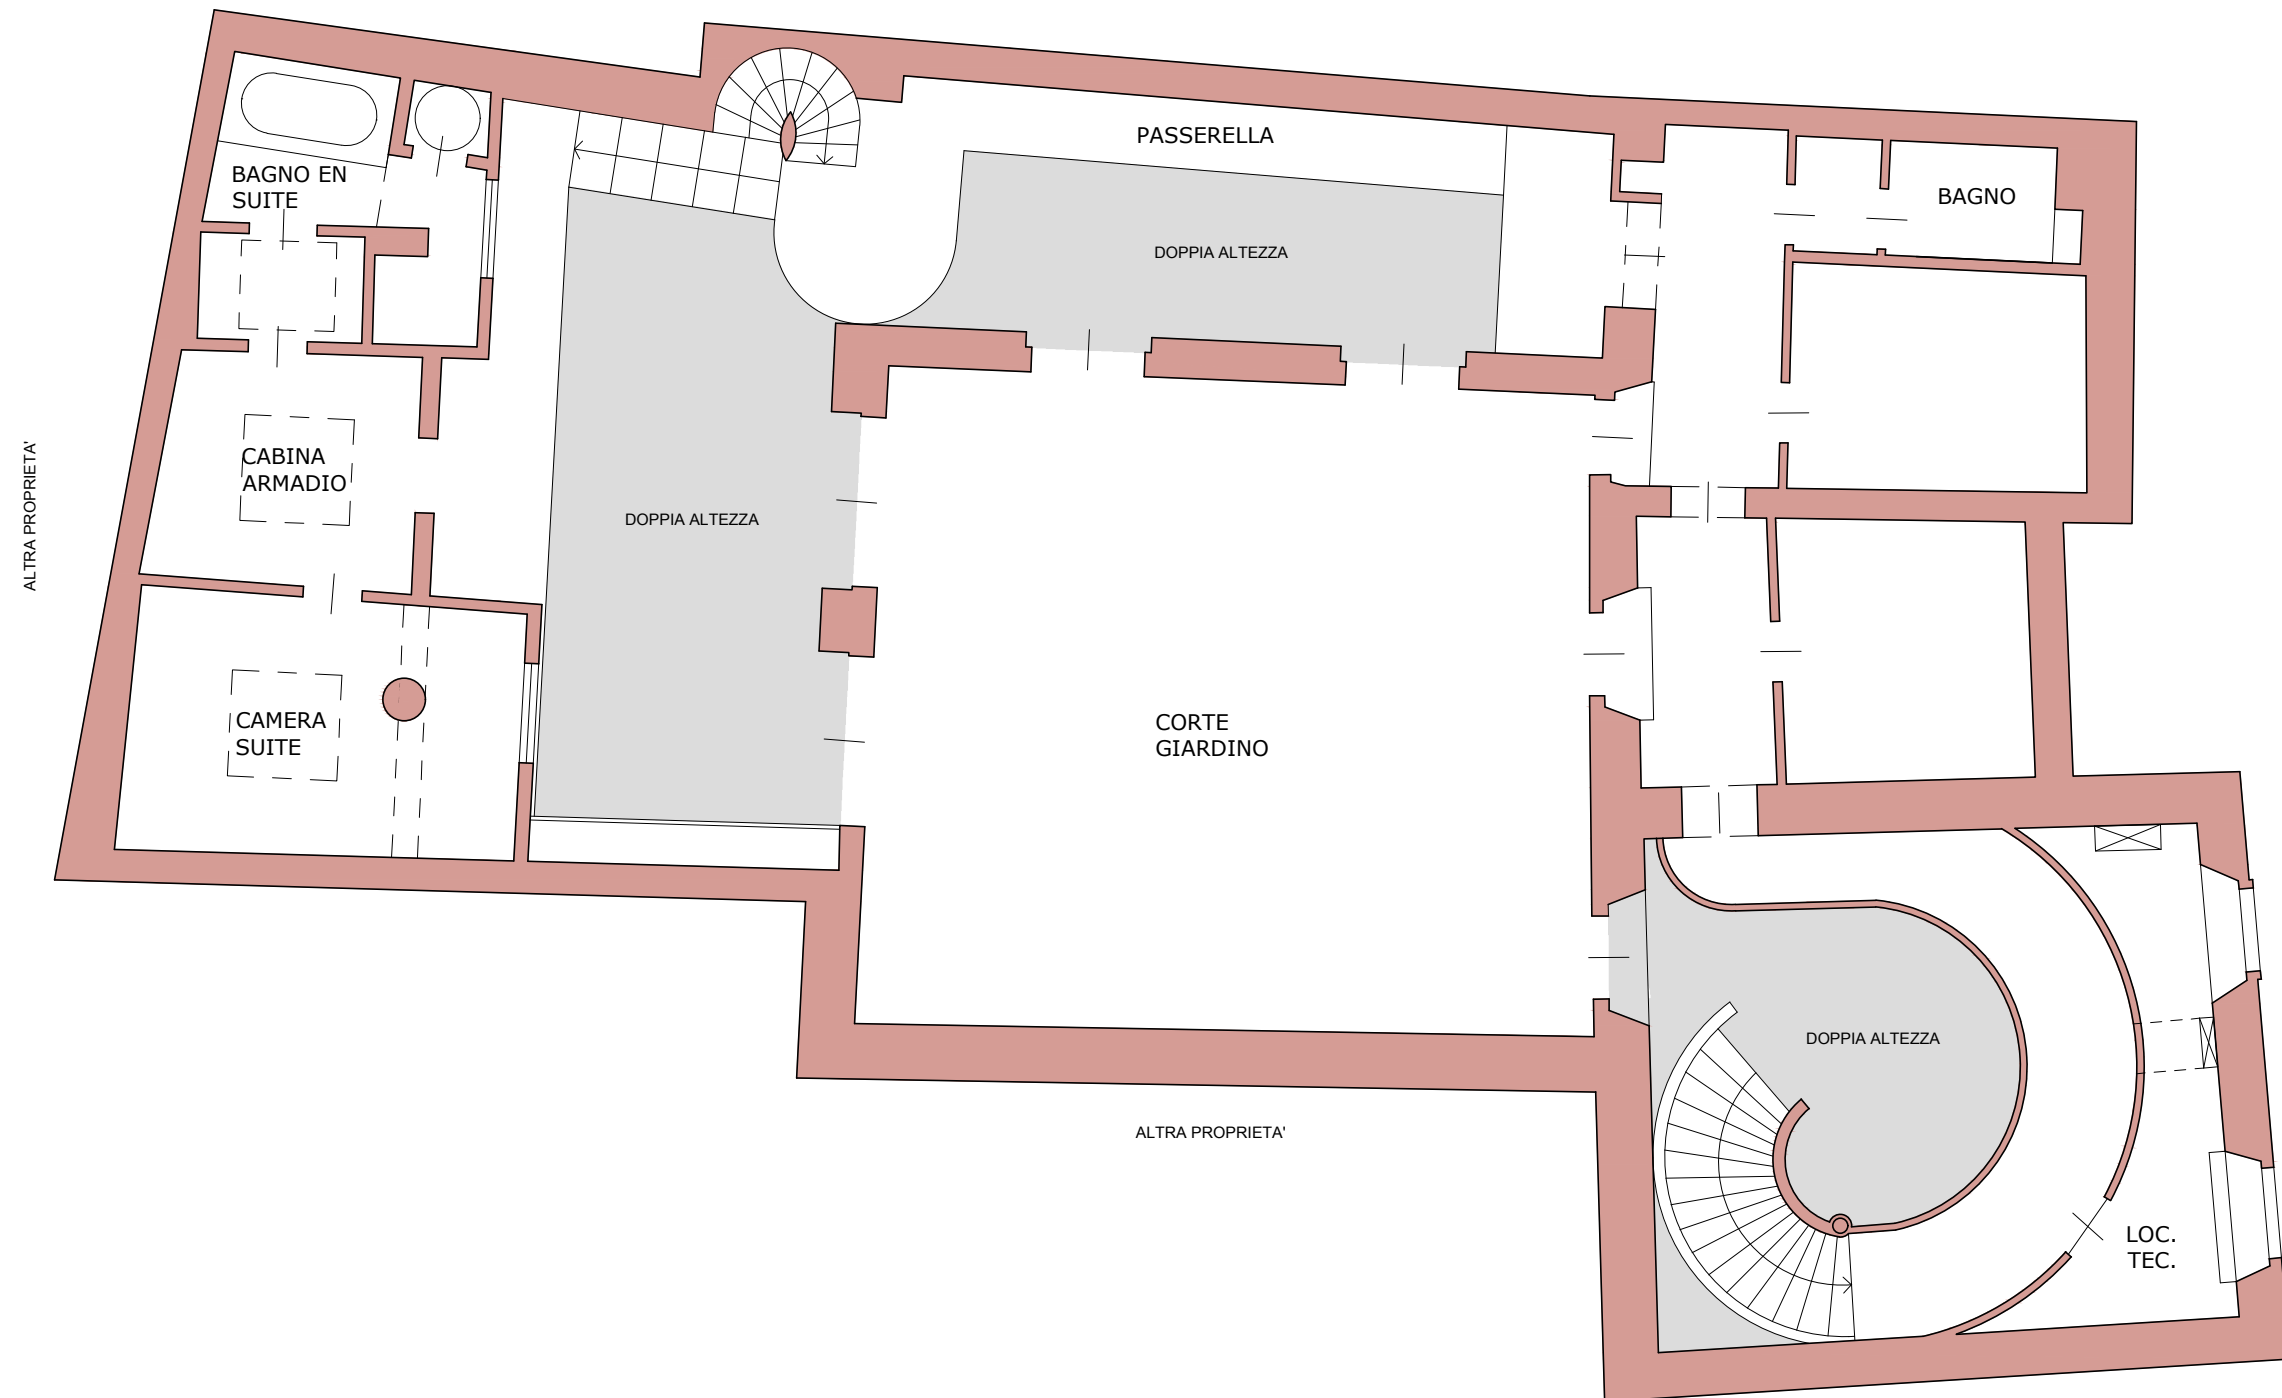 PASSERELLA
BAGNO EN
SUITE
BAGNO
DOPPIA ALTEZZA
CABINA
ARMADIO
ALTRA PROPRIETA'
DOPPIA ALTEZZA
CAMERA
SUITE
CORTE
GIARDINO
DOPPIA ALTEZZA
ALTRA PROPRIETA'
LOC.
TEC.